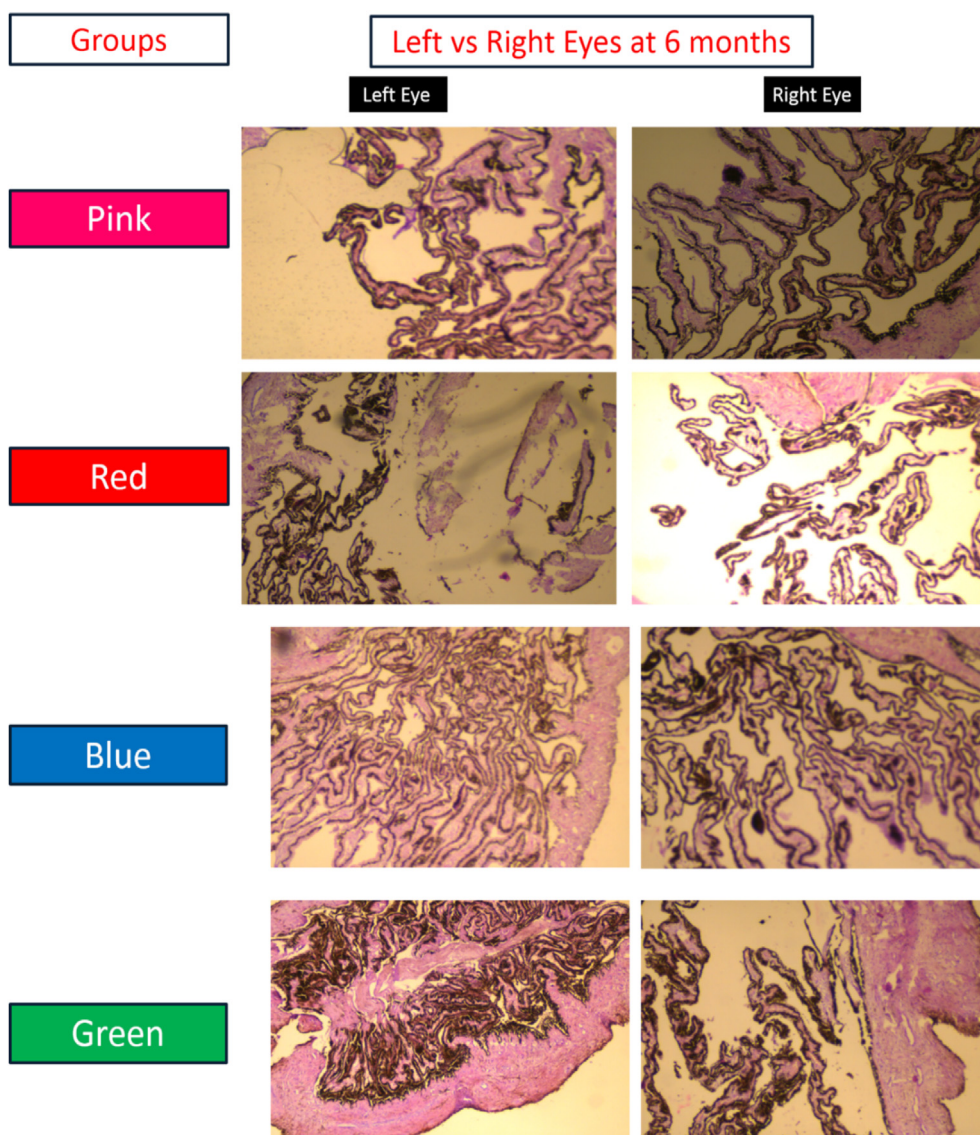 Groups
Left vs Right Eyes at 6 months
Left Eye
Right Eye
Pink
Red
Blue
Green